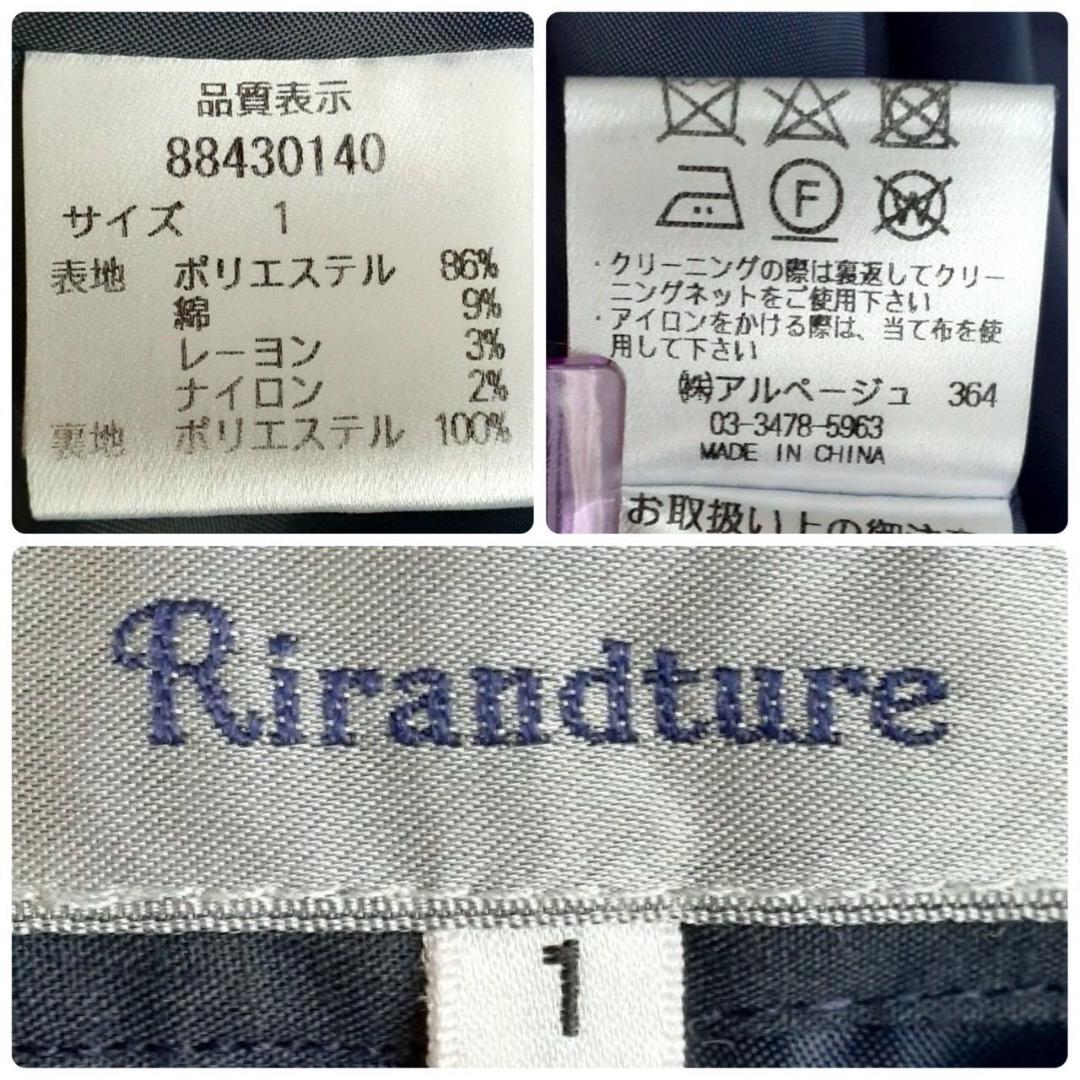 品質表示
88430140
サイズ 1
表地 ポリエステル 86%
綿 9%
レーヨン 3%
ナイロン 2%
裏地 ポリエステル 100%
F
W
・クリーニングの際は裏返してクリー
ニングネットをご使用下さい
・アイロンをかける際は、当て布を使
用して下さい
㈱アルページュ 364
03-3478-5963
MADE IN CHINA
お取扱い上の御注意
Rirandture
1